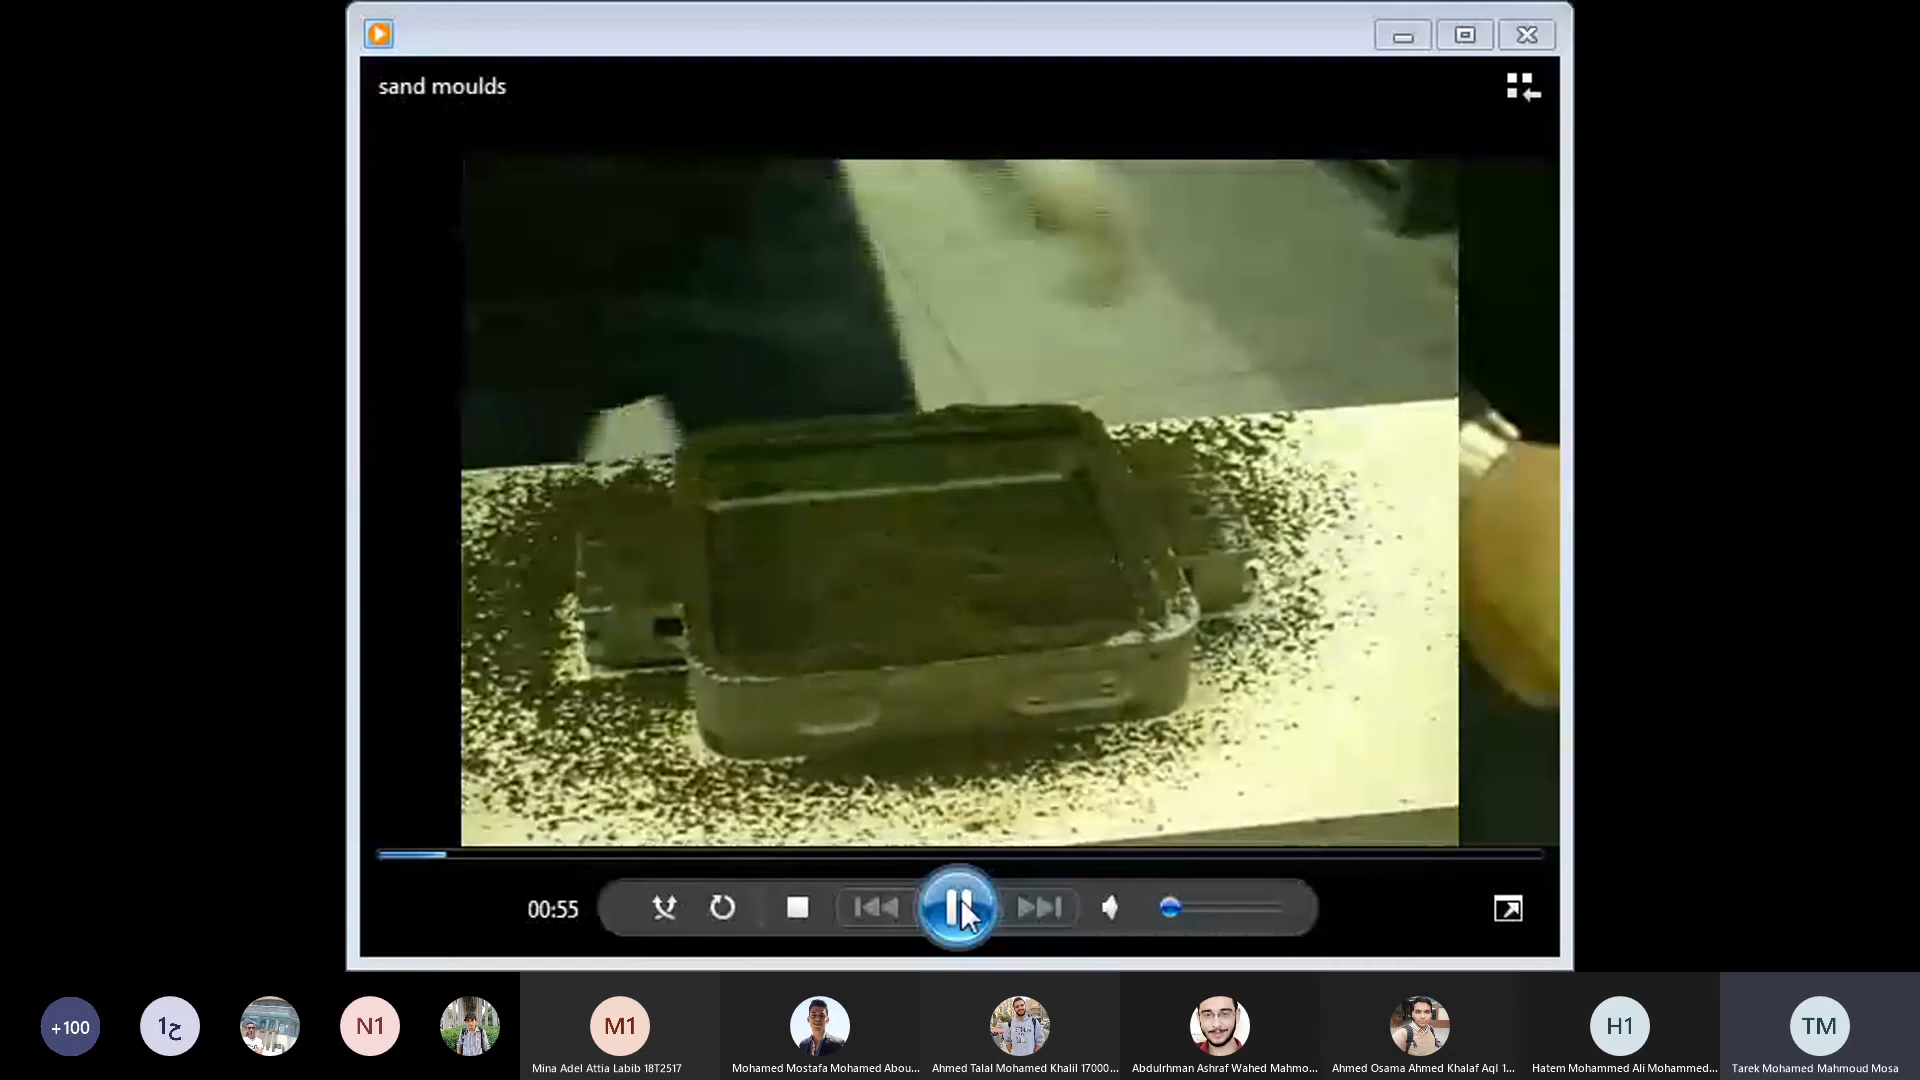 sand moulds
00:55
+100
ح1
N1
M1
H1
TM
Mina Adel Attia Labib 18T2517
Mohamed Mostafa Mohamed Abou...
Ahmed Talal Mohamed Khalil 17000...
Abdulrhman Ashraf Wahed Mahmo...
Ahmed Osama Ahmed Khalaf Aql 1...
Hatem Mohammed Ali Mohammed...
Tarek Mohamed Mahmoud Mosa